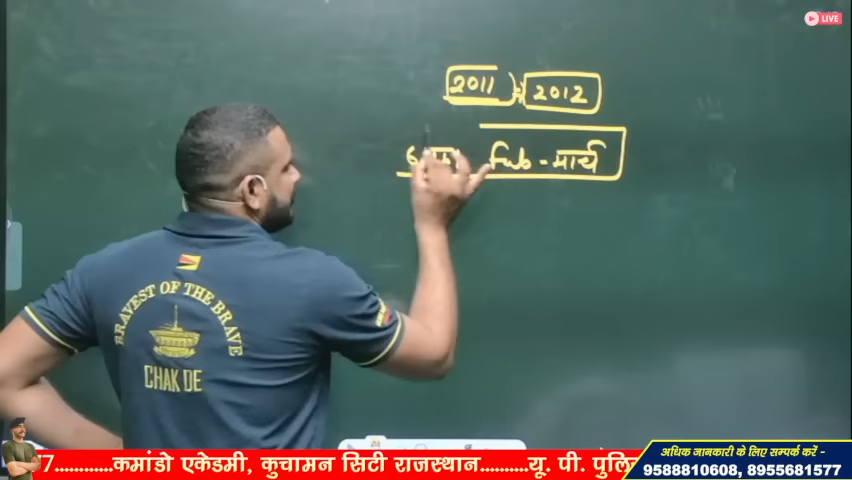 LIVE
2011
2012
Feb - मार्च
BRAVEST OF THE BRAVE
CHAK DE
7............कमांडो एकेडमी, कुचामन सिटी राजस्थान..........यू. पी. पुलि
अधिक जानकारी के लिए सम्पर्क करें -
9588810608, 8955681577